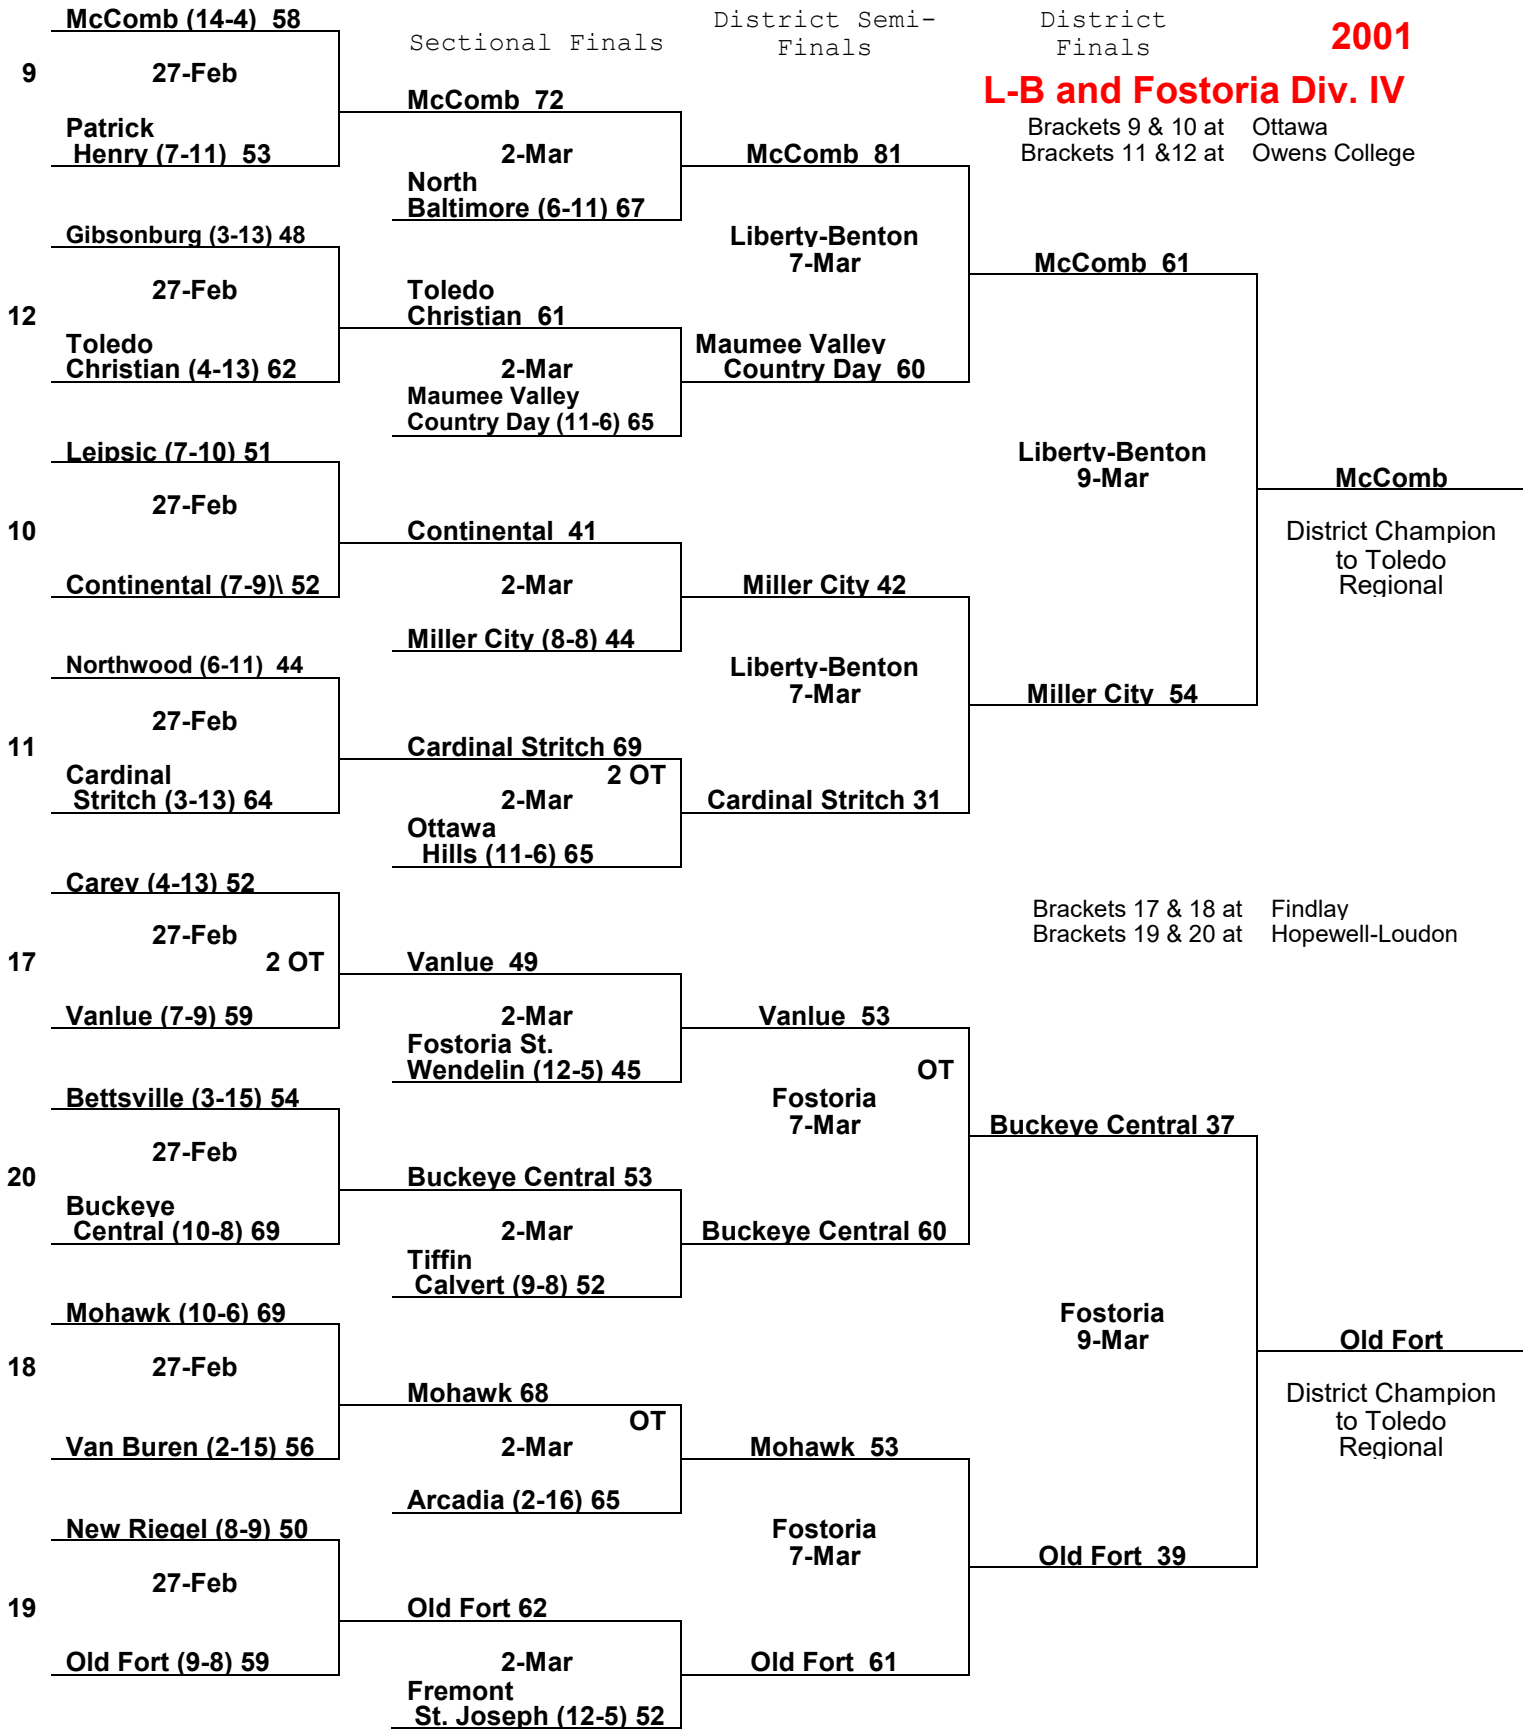 McComb (14-4) 58
Sectional Finals
District Semi-
Finals
District
Finals
2001
L-B and Fostoria Div. IV
Brackets 9 & 10 at Ottawa
Brackets 11 &12 at Owens College
9
27-Feb
Patrick
Henry (7-11) 53
McComb 72
2-Mar
North
Baltimore (6-11) 67
McComb 81
Gibsonburg (3-13) 48
27-Feb
12
Toledo
Christian (4-13) 62
Toledo
Christian 61
2-Mar
Maumee Valley
Country Day (11-6) 65
Liberty-Benton
7-Mar
Maumee Valley
Country Day 60
McComb 61
Leipsic (7-10) 51
27-Feb
10
Continental (7-9)\ 52
Continental 41
2-Mar
Miller City (8-8) 44
Miller City 42
Liberty-Benton
9-Mar
McComb
District Champion
to Toledo
Regional
Northwood (6-11) 44
27-Feb
11
Cardinal
Stritch (3-13) 64
Cardinal Stritch 69
2 OT
2-Mar
Ottawa
Hills (11-6) 65
Liberty-Benton
7-Mar
Cardinal Stritch 31
Miller City 54
Carey (4-13) 52
27-Feb
17
2 OT
Vanlue (7-9) 59
Vanlue 49
2-Mar
Fostoria St.
Wendelin (12-5) 45
Vanlue 53
OT
Brackets 17 & 18 at Findlay
Brackets 19 & 20 at Hopewell-Loudon
Bettsville (3-15) 54
27-Feb
20
Buckeye
Central (10-8) 69
Buckeye Central 53
2-Mar
Tiffin
Calvert (9-8) 52
Fostoria
7-Mar
Buckeye Central 60
Buckeye Central 37
Mohawk (10-6) 69
27-Feb
18
Van Buren (2-15) 56
Mohawk 68
OT
2-Mar
Arcadia (2-16) 65
Mohawk 53
Fostoria
9-Mar
Old Fort
District Champion
to Toledo
Regional
New Riegel (8-9) 50
27-Feb
19
Old Fort (9-8) 59
Old Fort 62
2-Mar
Fremont
St. Joseph (12-5) 52
Fostoria
7-Mar
Old Fort 61
Old Fort 39